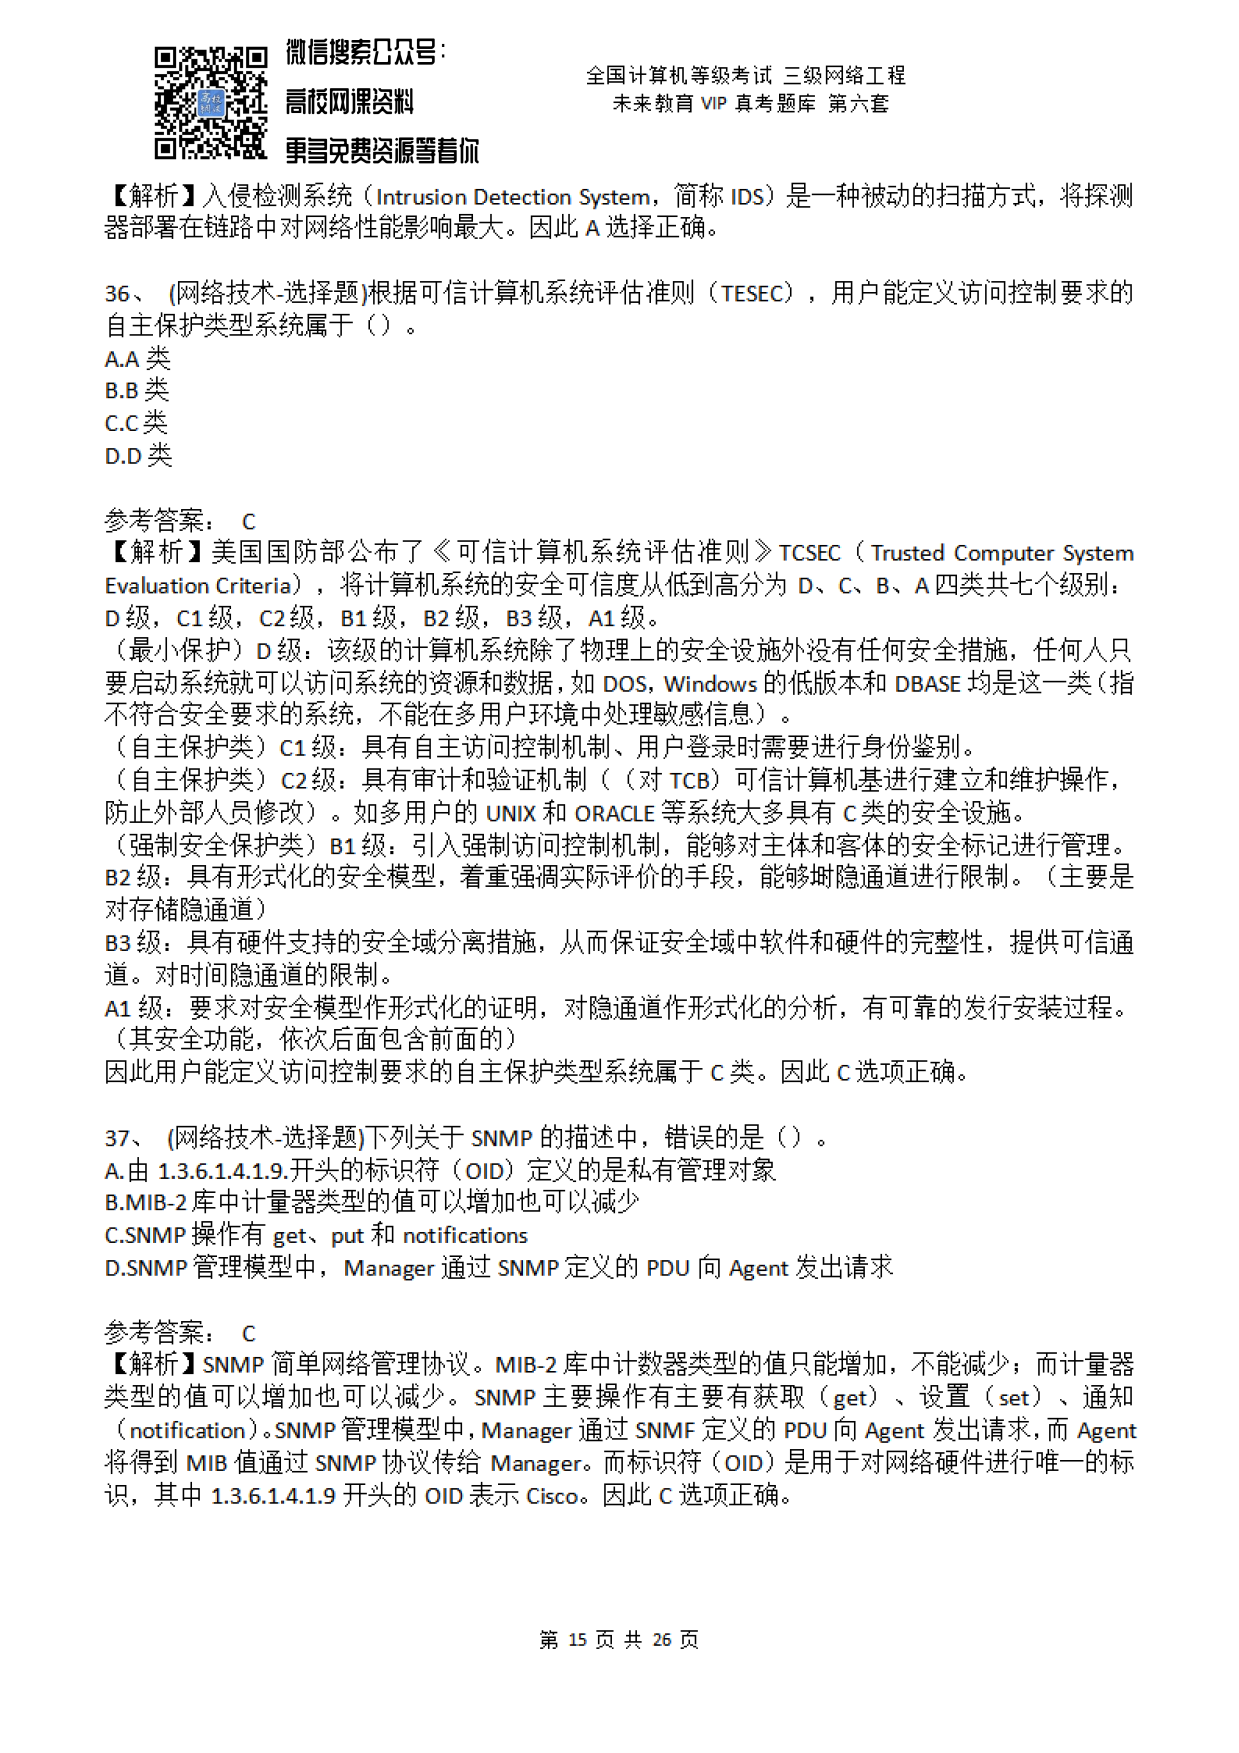 微信搜索公众号：
高校网课资料
更多免费资源等着你
全国计算机等级考试 三级网络工程
未来教育 VIP 真考题库 第六套
【解析】入侵检测系统（Intrusion Detection System，简称 IDS）是一种被动的扫描方式，将探测
器部署在链路中对网络性能影响最大。因此 A 选择正确。
36、 (网络技术-选择题)根据可信计算机系统评估准则（TESEC），用户能定义访问控制要求的
自主保护类型系统属于（）。
A.A 类
B.B 类
C.C 类
D.D 类
参考答案： C
【解析】美国国防部公布了《可信计算机系统评估准则》TCSEC（Trusted Computer System
Evaluation Criteria），将计算机系统的安全可信度从低到高分为 D、C、B、A 四类共七个级别：
D 级，C1 级，C2 级，B1 级，B2 级，B3 级，A1 级。
（最小保护）D 级：该级的计算机系统除了物理上的安全设施外没有任何安全措施，任何人只
要启动系统就可以访问系统的资源和数据，如 DOS，Windows 的低版本和 DBASE 均是这一类（指
不符合安全要求的系统，不能在多用户环境中处理敏感信息）。
（自主保护类）C1 级：具有自主访问控制机制、用户登录时需要进行身份鉴别。
（自主保护类）C2 级：具有审计和验证机制（（对 TCB）可信计算机基进行建立和维护操作，
防止外部人员修改）。如多用户的 UNIX 和 ORACLE 等系统大多具有 C 类的安全设施。
（强制安全保护类）B1 级：引入强制访问控制机制，能够对主体和客体的安全标记进行管理。
B2 级：具有形式化的安全模型，着重强调实际评价的手段，能够对隐通道进行限制。（主要是
对存储隐通道）
B3 级：具有硬件支持的安全域分离措施，从而保证安全域中软件和硬件的完整性，提供可信通
道。对时间隐通道的限制。
A1 级：要求对安全模型作形式化的证明，对隐通道作形式化的分析，有可靠的发行安装过程。
（其安全功能，依次后面包含前面的）
因此用户能定义访问控制要求的自主保护类型系统属于 C 类。因此 C 选项正确。
37、 (网络技术-选择题)下列关于 SNMP 的描述中，错误的是（）。
A.由 1.3.6.1.4.1.9.开头的标识符（OID）定义的是私有管理对象
B.MIB-2 库中计量器类型的值可以增加也可以减少
C.SNMP 操作有 get、put 和 notifications
D.SNMP 管理模型中，Manager 通过 SNMP 定义的 PDU 向 Agent 发出请求
参考答案： C
【解析】SNMP 简单网络管理协议。MIB-2 库中计数器类型的值只能增加，不能减少；而计量器
类型的值可以增加也可以减少。SNMP 主要操作有主要有获取（get）、设置（set）、通知
（notification）。SNMP 管理模型中，Manager 通过 SNMF 定义的 PDU 向 Agent 发出请求，而 Agent
将得到 MIB 值通过 SNMP 协议传给 Manager。而标识符（OID）是用于对网络硬件进行唯一的标
识，其中 1.3.6.1.4.1.9 开头的 OID 表示 Cisco。因此 C 选项正确。
第 15 页 共 26 页